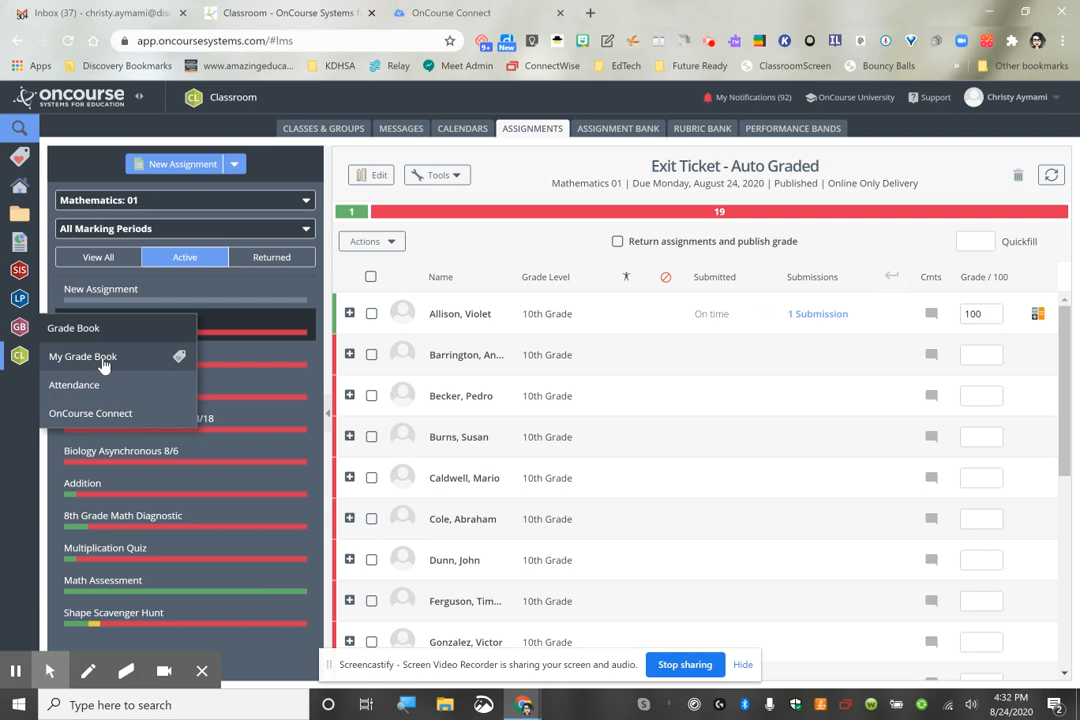 Inbox (37) - christy.aymami@dis
Classroom - OnCourse Systems f
OnCourse Connect
app.oncoursesystems.com/#lms
9+
New
Apps
Discovery Bookmarks
www.amazingeduca...
KDHSA
Relay
Meet Admin
ConnectWise
EdTech
Future Ready
ClassroomScreen
Bouncy Balls
»
Other bookmarks
oncourse
SYSTEMS FOR EDUCATION
CL
Classroom
My Notifications (92)
OnCourse University
Support
Christy Aymami
CLASSES & GROUPS
MESSAGES
CALENDARS
ASSIGNMENTS
ASSIGNMENT BANK
RUBRIC BANK
PERFORMANCE BANDS
New Assignment
Mathematics: 01
All Marking Periods
View All
Active
Returned
New Assignment
SIS
LP
GB
CL
Grade Book
My Grade Book
Attendance
OnCourse Connect
/18
Biology Asynchronous 8/6
Addition
8th Grade Math Diagnostic
Multiplication Quiz
Math Assessment
Shape Scavenger Hunt
Edit
Tools
Exit Ticket - Auto Graded
Mathematics 01 | Due Monday, August 24, 2020 | Published | Online Only Delivery
1
19
Actions
Return assignments and publish grade
Quickfill
Name
Grade Level
Submitted
Submissions
Cmts
Grade / 100
Allison, Violet
10th Grade
On time
1 Submission
100
Barrington, An...
10th Grade
Becker, Pedro
10th Grade
Burns, Susan
10th Grade
Caldwell, Mario
10th Grade
Cole, Abraham
10th Grade
Dunn, John
10th Grade
Ferguson, Tim...
10th Grade
Gonzalez, Victor
10th Grade
Screencastify - Screen Video Recorder is sharing your screen and audio.
Stop sharing
Hide
Type here to search
4:32 PM
8/24/2020
2